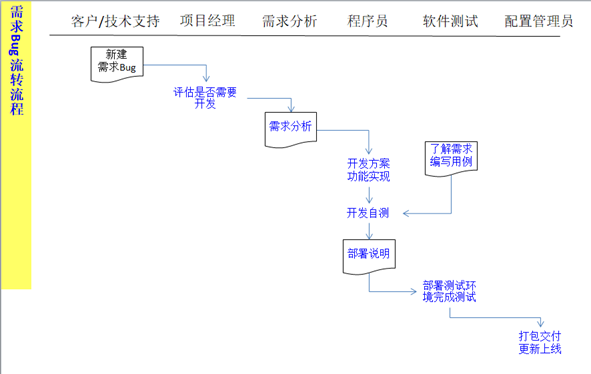 需求Bug流转流程
客户/技术支持 项目经理 需求分析 程序员 软件测试 配置管理员
新建
需求Bug
评估是否需要
开发
需求分析
开发方案
功能实现
了解需求
编写用例
开发自测
部署说明
部署测试环
境完成测试
打包交付
更新上线